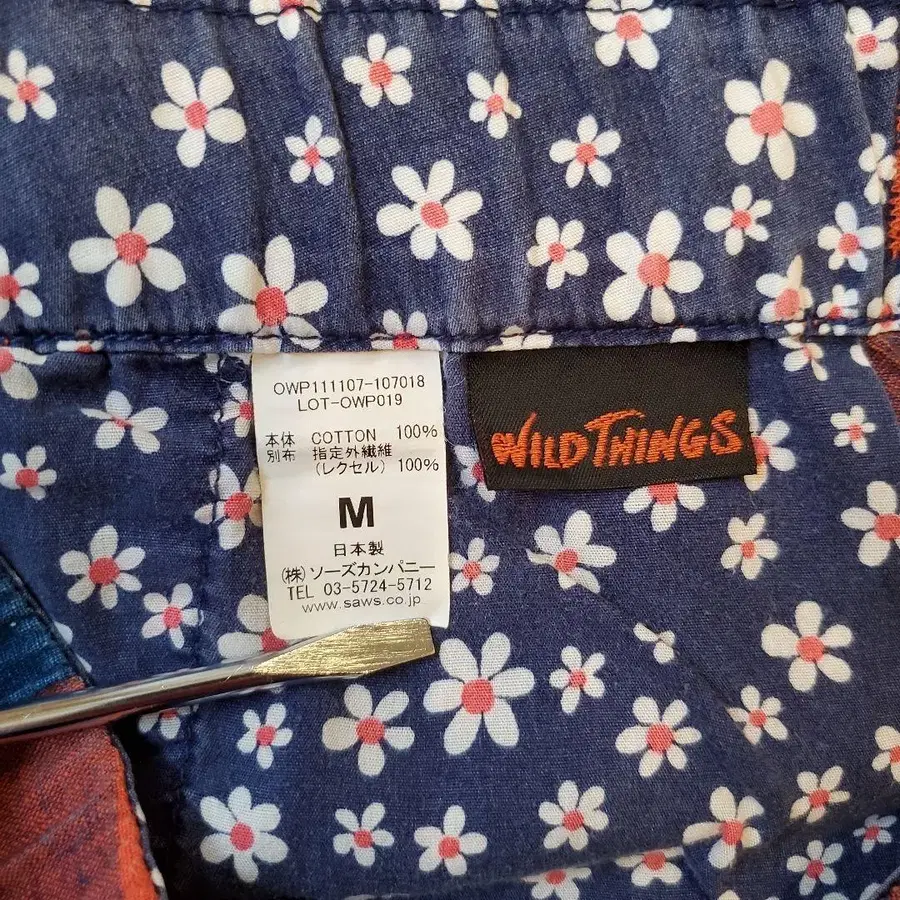 OWP111107-107018
LOT-OWP019
本体 COTTON 100%
別布 指定外繊維
(レクセル) 100%
M
日本製
(株)ソーズカンパニー
TEL 03-5724-5712
www.saws.co.jp
WILD THINGS